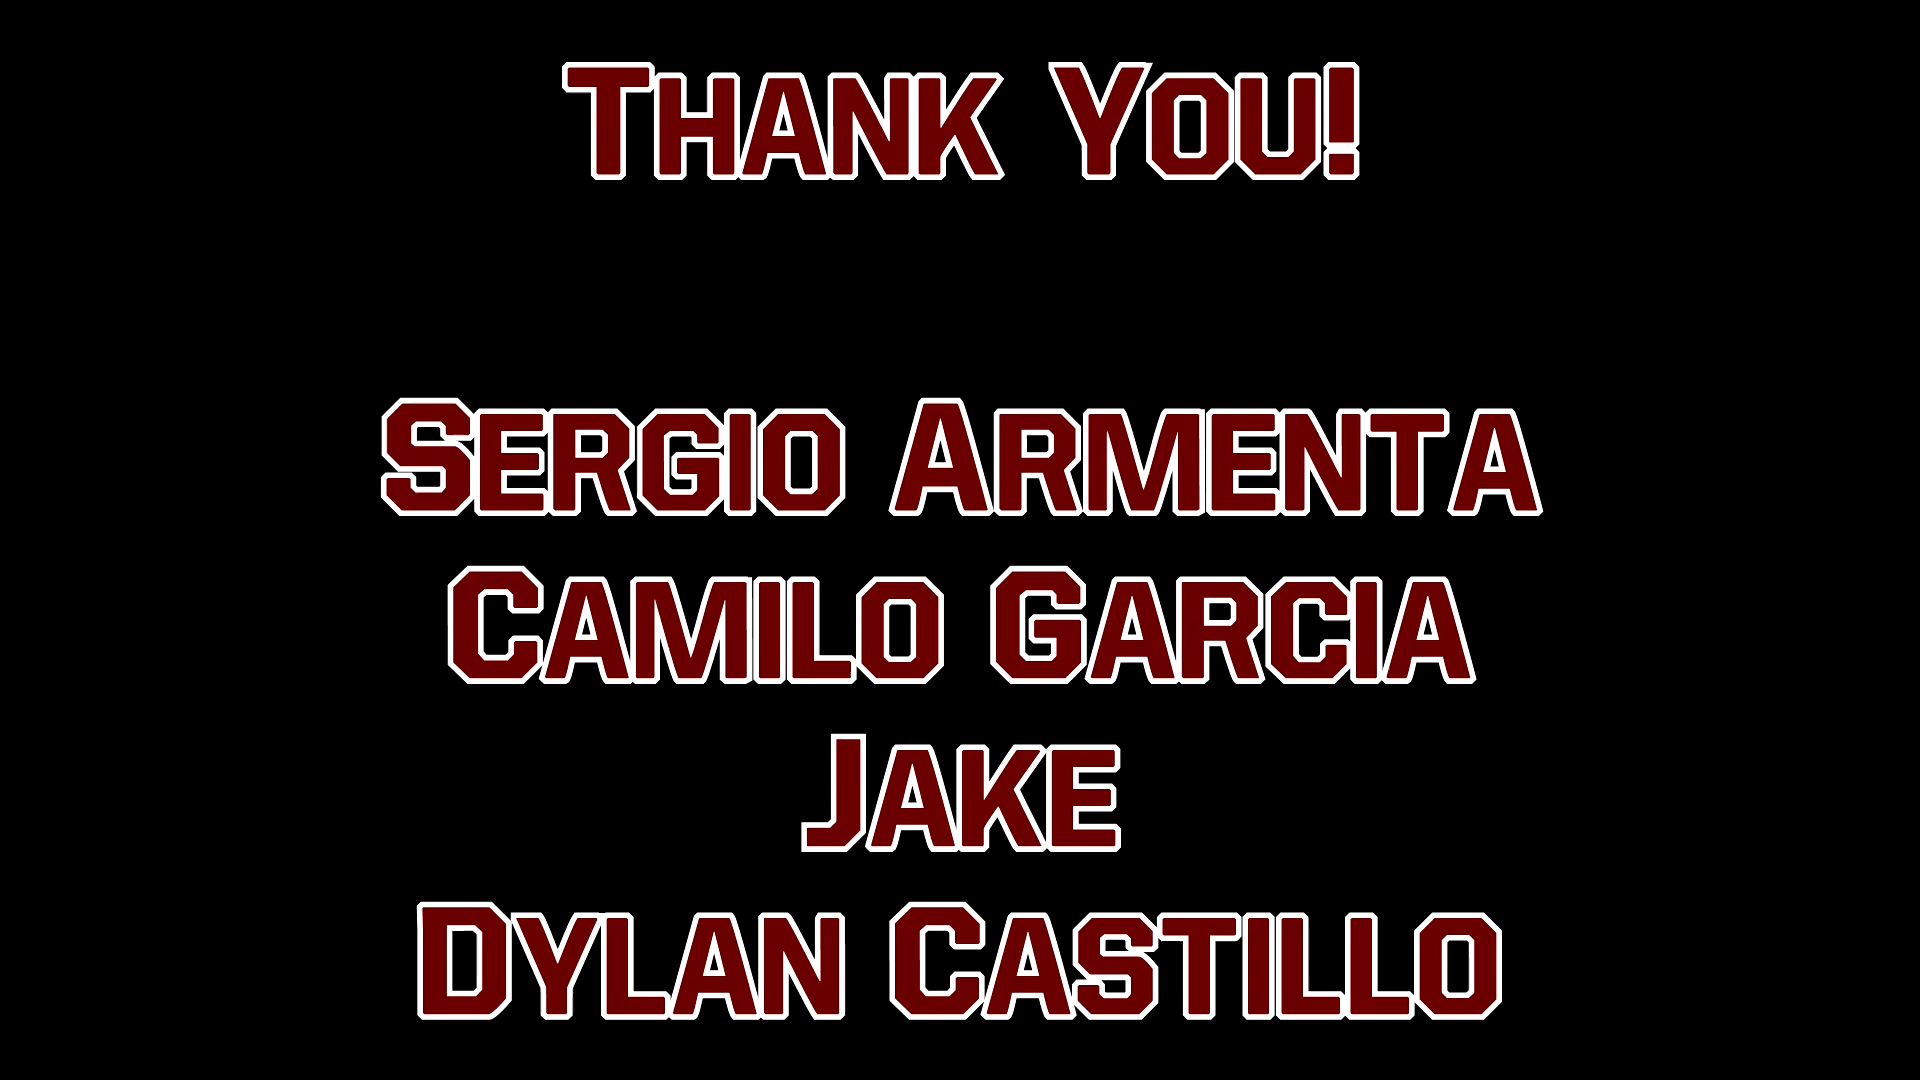 Thank You!
Sergio Armenta
Camilo Garcia
Jake
Dylan Castillo